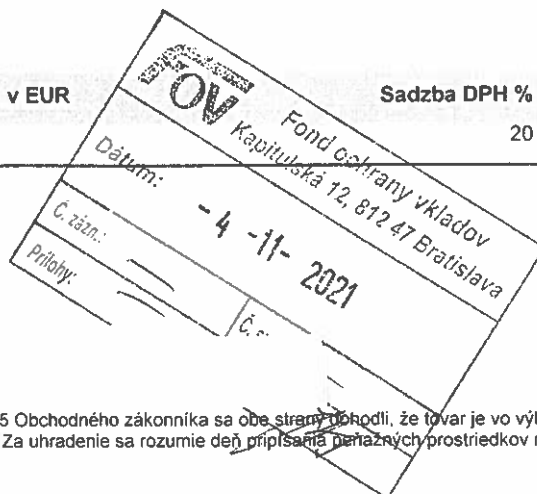 v EUR Sadzba DPH %
20
FOV Fond ochrany vkladov
Kapitulská 12, 812 47 Bratislava
Dátum: - 4 -11- 2021
Č. zázn.:
Prílohy:
5 Obchodného zákonníka sa obe strany dohodli, že tovar je vo
Za uhradenie sa rozumie deň pripísania peňažných prostriedkov